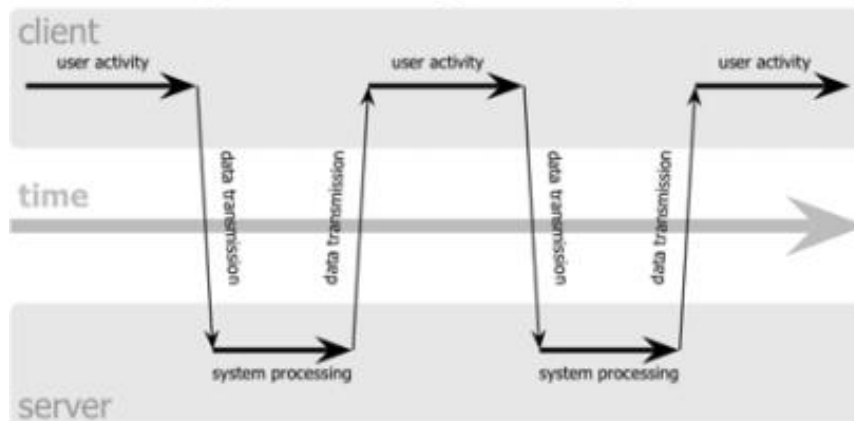 client
user activity
user activity
user activity
data transmission
data transmission
data transmission
data transmission
time
system processing
system processing
server